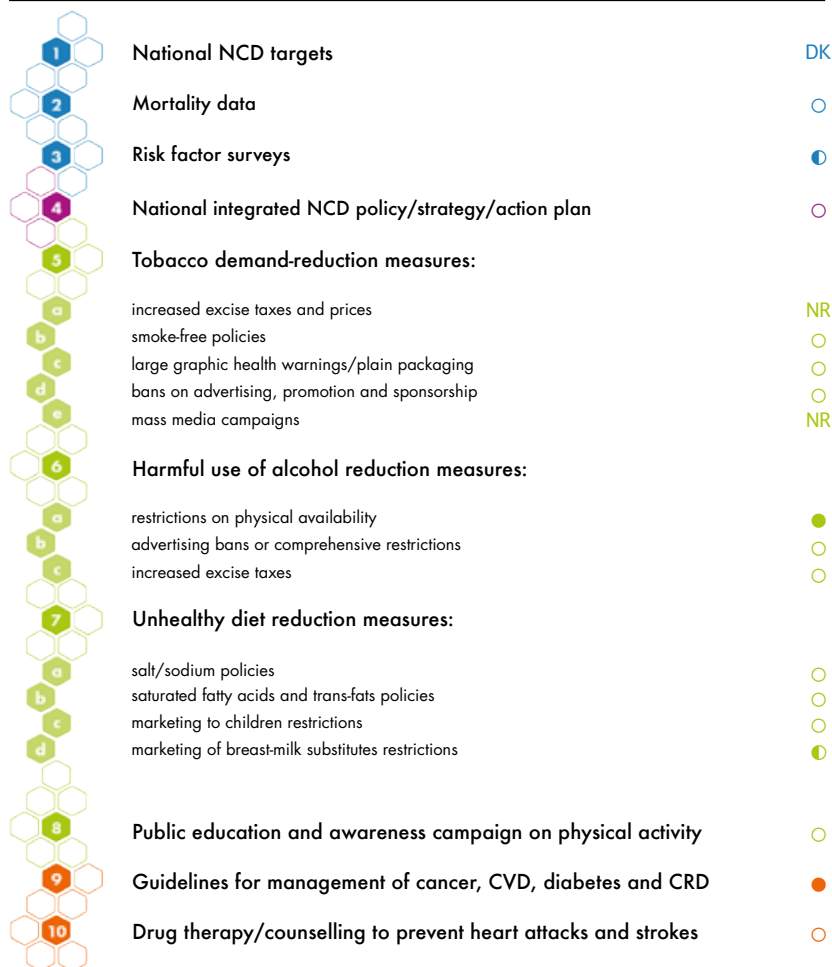 1 National NCD targets DK
2 Mortality data ○
3 Risk factor surveys ◐
4 National integrated NCD policy/strategy/action plan ○
5 Tobacco demand-reduction measures:
a increased excise taxes and prices NR
b smoke-free policies ○
c large graphic health warnings/plain packaging ○
d bans on advertising, promotion and sponsorship ○
e mass media campaigns NR
6 Harmful use of alcohol reduction measures:
a restrictions on physical availability ●
b advertising bans or comprehensive restrictions ○
c increased excise taxes ○
7 Unhealthy diet reduction measures:
a salt/sodium policies ○
b saturated fatty acids and trans-fats policies ○
c marketing to children restrictions ○
d marketing of breast-milk substitutes restrictions ◐
8 Public education and awareness campaign on physical activity ○
9 Guidelines for management of cancer, CVD, diabetes and CRD ●
10 Drug therapy/counselling to prevent heart attacks and strokes ○